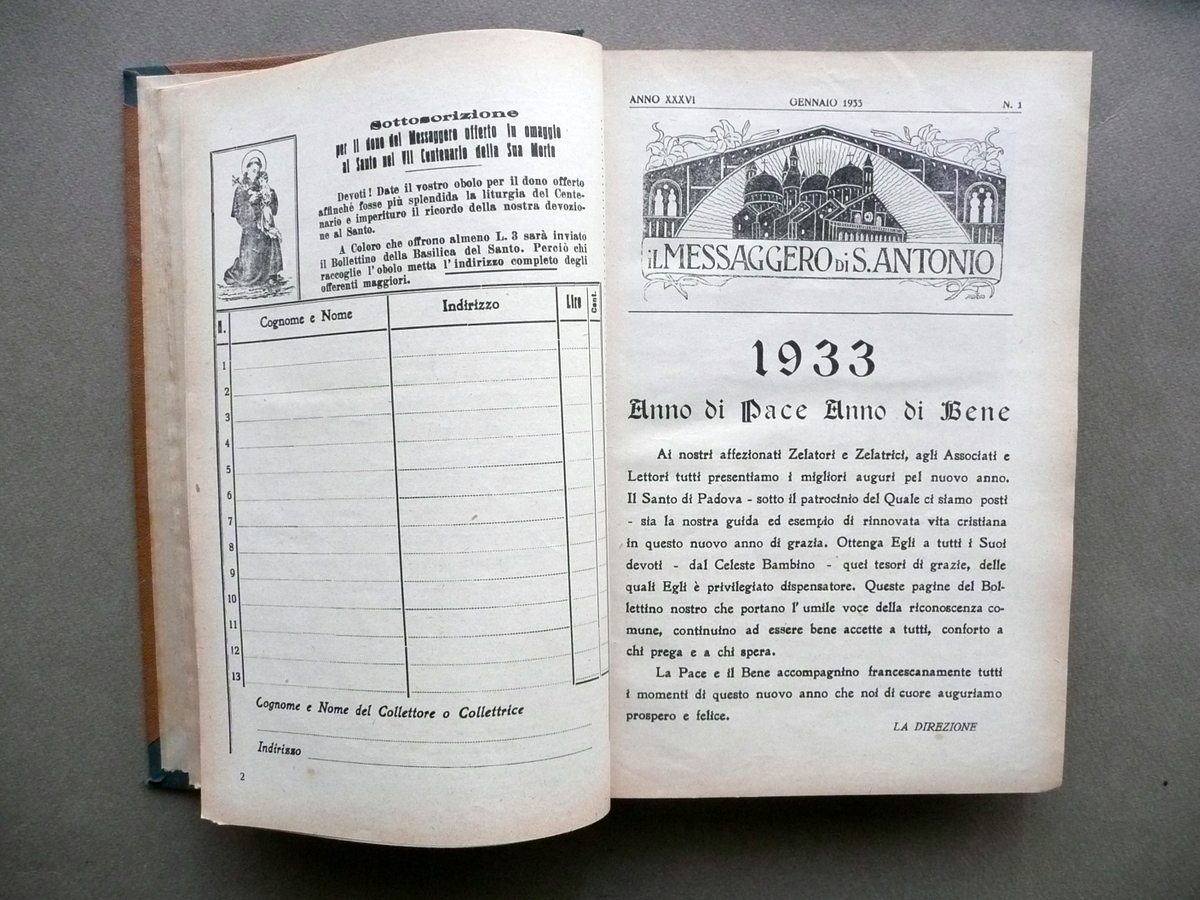 Sottoscrizione
per il dono del Messaggero offerto in omaggio
al Santo nel VII Centenario della Sua Morte
Devoti! Date il vostro obolo per il dono offerto
affinché fosse più splendida la liturgia del Cente-
nario e imperituro il ricordo della nostra devozio-
ne al Santo.
A Coloro che offrono almeno L. 3 sarà inviato
il Bollettino della Basilica del Santo. Perciò chi
raccoglie l'obolo metta l'indirizzo completo degli
offerenti maggiori.
N. Cognome e Nome Indirizzo Lire Cent.
1
2
3
4
5
6
7
8
9
10
11
12
13
Cognome e Nome del Collettore o Collettrice
Indirizzo
2
ANNO XXXVI GENNAIO 1933 N. 1
iL MESSAGGERO Di S. ANTONIO
1933
Anno di Pace Anno di Bene
Ai nostri affezionati Zelatori e Zelatrici, agli Associati e
Lettori tutti presentiamo i migliori auguri pel nuovo anno.
Il Santo di Padova - sotto il patrocinio del Quale ci siamo posti
- sia la nostra guida ed esempio di rinnovata vita cristiana
in questo nuovo anno di grazia. Ottenga Egli a tutti i Suoi
devoti - dal Celeste Bambino - quei tesori di grazie, delle
quali Egli è privilegiato dispensatore. Queste pagine del Bol-
lettino nostro che portano l'umile voce della riconoscenza co-
mune, continuino ad essere bene accette a tutti, conforto a
chi prega e a chi spera.
La Pace e il Bene accompagnino francescanamente tutti
i momenti di questo nuovo anno che noi di cuore auguriamo
prospero e felice.
LA DIREZIONE